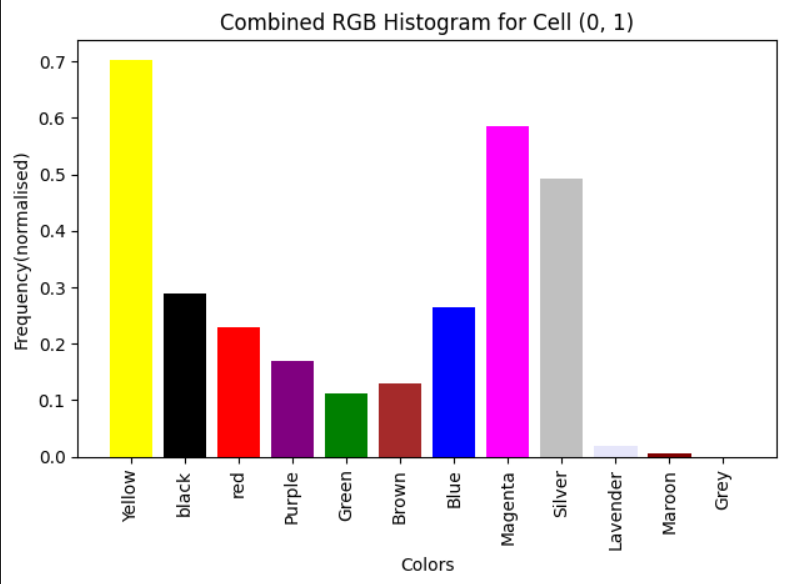 Combined RGB Histogram for Cell (0, 1)
Frequency(normalised)
0.7
0.6
0.5
0.4
0.3
0.2
0.1
0.0
Yellow
black
red
Purple
Green
Brown
Blue
Magenta
Silver
Lavender
Maroon
Grey
Colors